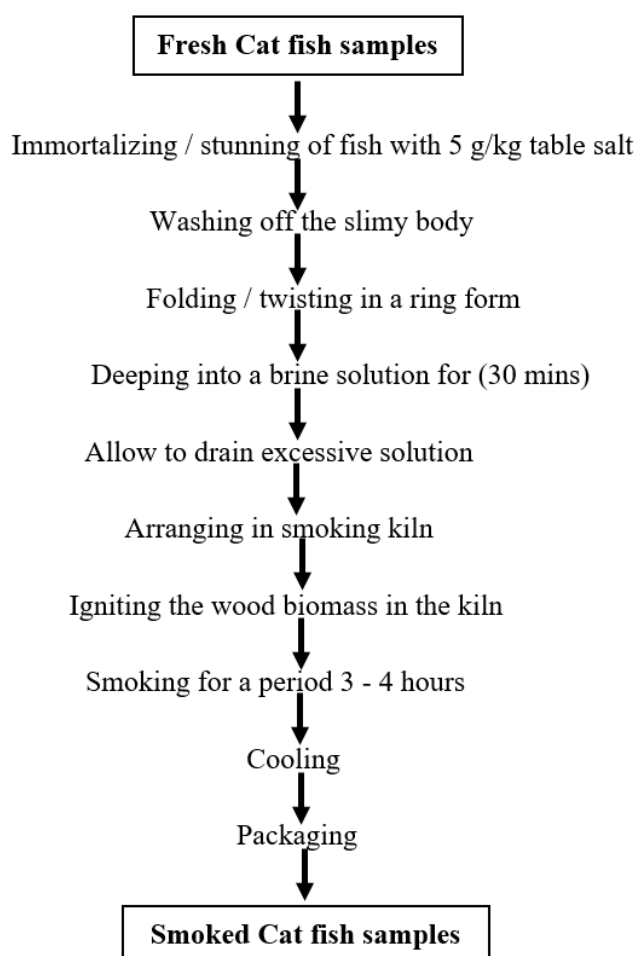 Fresh Cat fish samples
Immortalizing / stunning of fish with 5 g/kg table salt
Washing off the slimy body
Folding / twisting in a ring form
Deeping into a brine solution for (30 mins)
Allow to drain excessive solution
Arranging in smoking kiln
Igniting the wood biomass in the kiln
Smoking for a period 3 - 4 hours
Cooling
Packaging
Smoked Cat fish samples